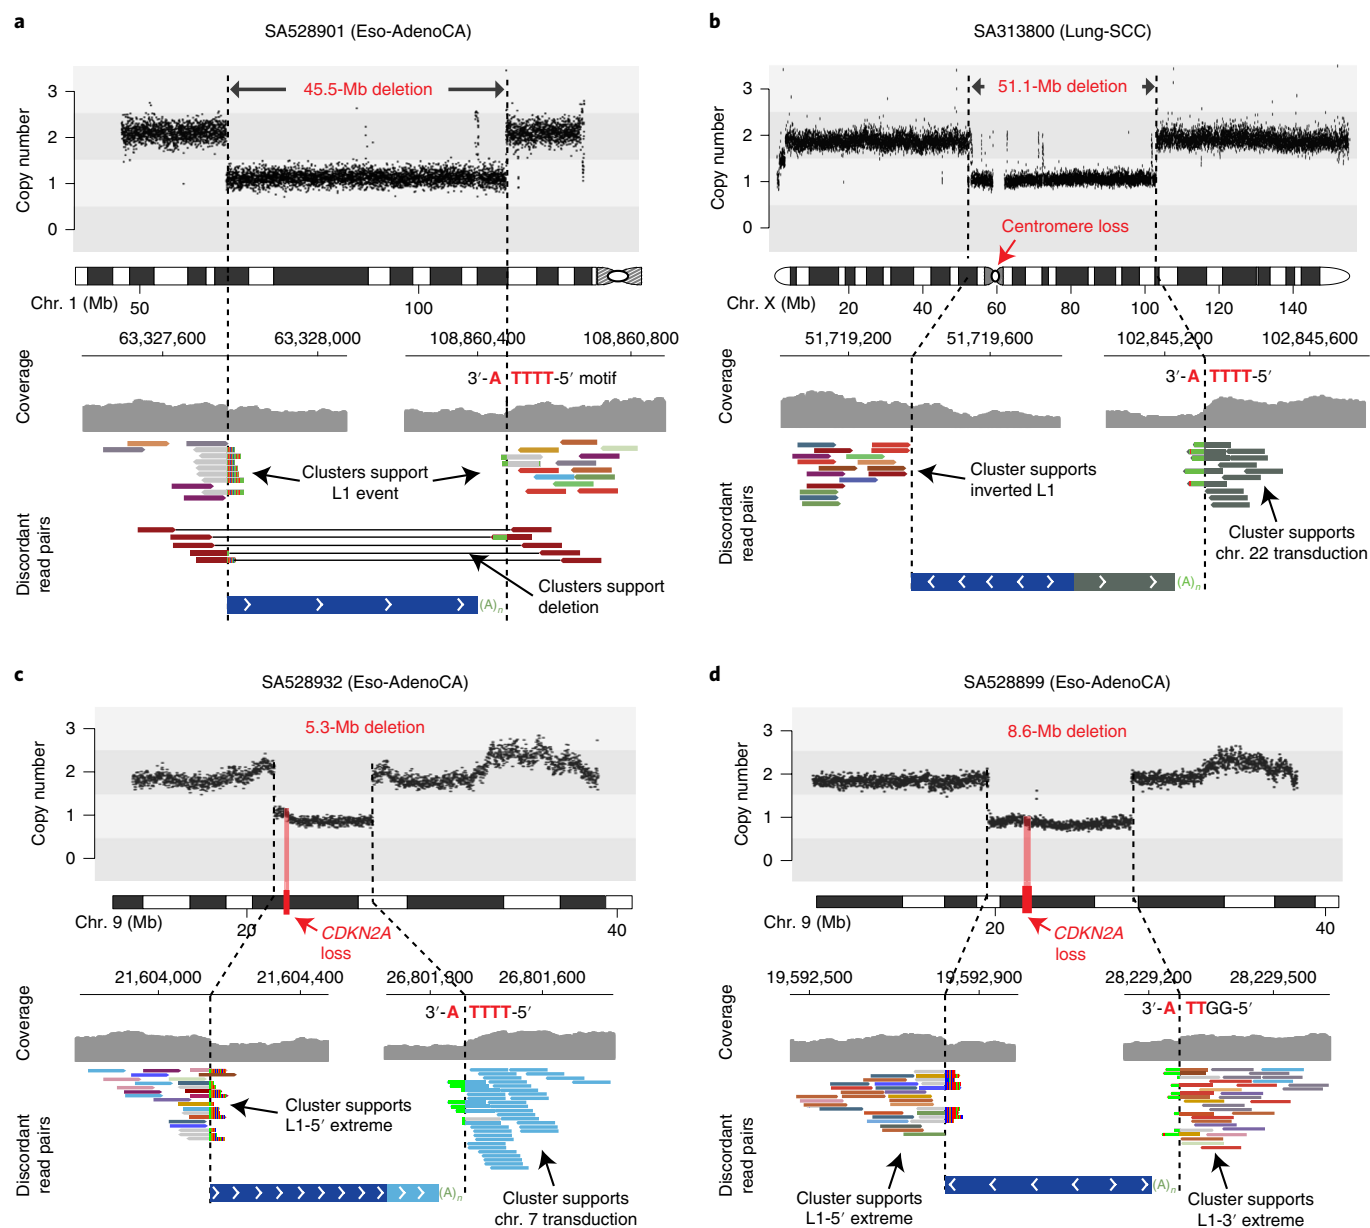 a
SA528901 (Eso-AdenoCA)
45.5-Mb deletion
3
2
1
0
Copy number
Chr. 1 (Mb)
50
100
63,327,600
63,328,000
108,860,400
108,860,800
3′-A TTTT-5′ motif
Coverage
Clusters support
L1 event
Discordant
read pairs
Clusters support
deletion
(A)n
b
SA313800 (Lung-SCC)
51.1-Mb deletion
3
2
1
0
Copy number
Centromere loss
Chr. X (Mb)
20
40
60
80
100
120
140
51,719,200
51,719,600
102,845,200
102,845,600
3′-A TTTT-5′
Coverage
Cluster supports
inverted L1
Discordant
read pairs
Cluster supports
chr. 22 transduction
(A)n
c
SA528932 (Eso-AdenoCA)
5.3-Mb deletion
3
2
1
0
Copy number
Chr. 9 (Mb)
20
40
CDKN2A
loss
21,604,000
21,604,400
26,801,300
26,801,600
3′-A TTTT-5′
Coverage
Cluster supports
L1-5′ extreme
Discordant
read pairs
(A)n
Cluster supports
chr. 7 transduction
d
SA528899 (Eso-AdenoCA)
8.6-Mb deletion
3
2
1
0
Copy number
Chr. 9 (Mb)
20
40
CDKN2A
loss
19,592,500
19,592,900
28,229,200
28,229,500
3′-A TTGG-5′
Coverage
Discordant
read pairs
(A)n
Cluster supports
L1-5′ extreme
Cluster supports
L1-3′ extreme